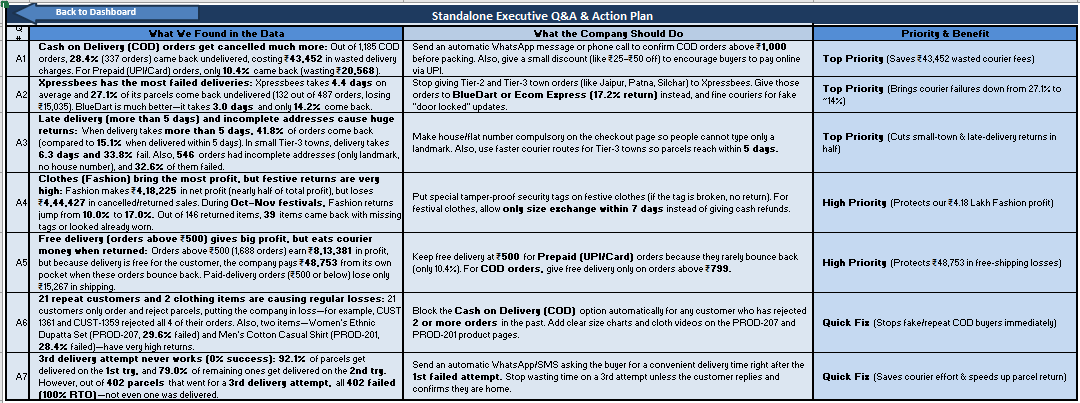 Back to Dashboard
Standalone Executive Q&A & Action Plan
Q
#
What We Found in the Data
What the Company Should Do
Priority & Benefit
A1
Cash on Delivery (COD) orders get cancelled much more: Out of 1,185 COD
orders, 28.4% (337 orders) came back undelivered, costing ₹43,452 in wasted delivery
charges. For Prepaid (UPI/Card) orders, only 10.4% came back (wasting ₹20,568).
Send an automatic WhatsApp message or phone call to confirm COD orders above ₹1,000
before packing. Also, give a small discount (like ₹25–₹50 off) to encourage buyers to pay online
via UPI.
Top Priority (Saves ₹43,452 wasted courier fees)
A2
Xpressbees has the most failed deliveries: Xpressbees takes 4.4 days on
average and 27.1% of its parcels come back undelivered (132 out of 487 orders, losing
₹15,035). BlueDart is much better—it takes 3.0 days and only 14.2% come back.
Stop giving Tier-2 and Tier-3 town orders (like Jaipur, Patna, Silchar) to Xpressbees. Give those
orders to BlueDart or Ecom Express (17.2% return) instead, and fine couriers for fake
"door locked" updates.
Top Priority (Brings courier failures down from 27.1% to
~14%)
A3
Late delivery (more than 5 days) and incomplete addresses cause huge
returns: When delivery takes more than 5 days, 41.8% of orders come back
(compared to 15.1% when delivered within 5 days). In small Tier-3 towns, delivery takes
6.3 days and 33.8% fail. Also, 546 orders had incomplete addresses (only landmark,
no house number), and 32.6% of them failed.
Make house/flat number compulsory on the checkout page so people cannot type only a
landmark. Also, use faster courier routes for Tier-3 towns so parcels reach within 5 days.
Top Priority (Cuts small-town & late-delivery returns in
half)
A4
Clothes (Fashion) bring the most profit, but festive returns are very
high: Fashion makes ₹4,18,225 in net profit (nearly half of total profit), but loses
₹4,44,427 in cancelled/returned sales. During Oct–Nov festivals, Fashion returns
jump from 10.0% to 17.0%. Out of 146 returned items, 39 items came back with missing
tags or looked already worn.
Put special tamper-proof security tags on festive clothes (if the tag is broken, no return). For
festival clothes, allow only size exchange within 7 days instead of giving cash refunds.
High Priority (Protects our ₹4.18 Lakh Fashion profit)
A5
Free delivery (orders above ₹500) gives big profit, but eats courier
money when returned: Orders above ₹500 (1,688 orders) earn ₹8,13,381 in profit,
but because delivery is free for the customer, the company pays ₹48,753 from its own
pocket when these orders bounce back. Paid-delivery orders (₹500 or below) lose only
₹15,267 in shipping.
Keep free delivery at ₹500 for Prepaid (UPI/Card) orders because they rarely bounce back
(only 10.4%). For COD orders, give free delivery only on orders above ₹799.
High Priority (Protects ₹48,753 in free-shipping losses)
A6
21 repeat customers and 2 clothing items are causing regular losses: 21
customers only order and reject parcels, putting the company in loss—for example, CUST
1361 and CUST-1359 rejected all 4 of their orders. Also, two items—Women's Ethnic
Dupatta Set (PROD-207, 29.6% failed) and Men's Cotton Casual Shirt (PROD-201,
28.4% failed)—have very high returns.
Block the Cash on Delivery (COD) option automatically for any customer who has rejected
2 or more orders in the past. Add clear size charts and cloth videos on the PROD-207 and
PROD-201 product pages.
Quick Fix (Stops fake/repeat COD buyers immediately)
A7
3rd delivery attempt never works (0% success): 92.1% of parcels get
delivered on the 1st try, and 79.0% of remaining ones get delivered on the 2nd try.
However, out of 402 parcels that went for a 3rd delivery attempt, all 402 failed
(100% RTO)—not even one was delivered.
Send an automatic WhatsApp/SMS asking the buyer for a convenient delivery time right after the
1st failed attempt. Stop wasting time on a 3rd attempt unless the customer replies and
confirms they are home.
Quick Fix (Saves courier effort & speeds up parcel return)